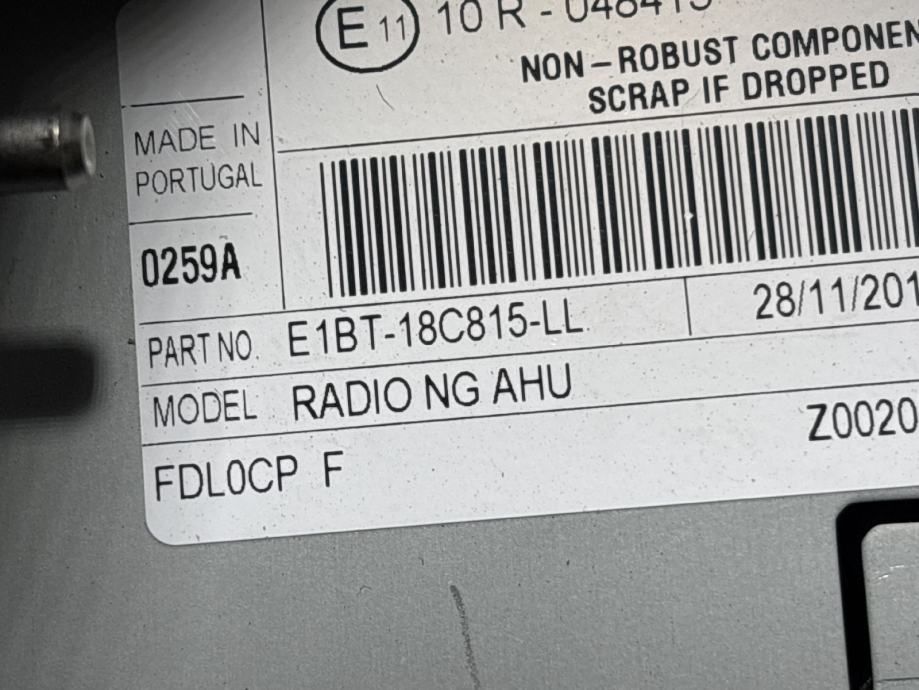 E 11 10 R - 048415
NON-ROBUST COMPONEN
SCRAP IF DROPPED
MADE IN
PORTUGAL
0259A
PART NO. E1BT-18C815-LL 28/11/201
MODEL RADIO NG AHU
Z0020
FDL0CP F